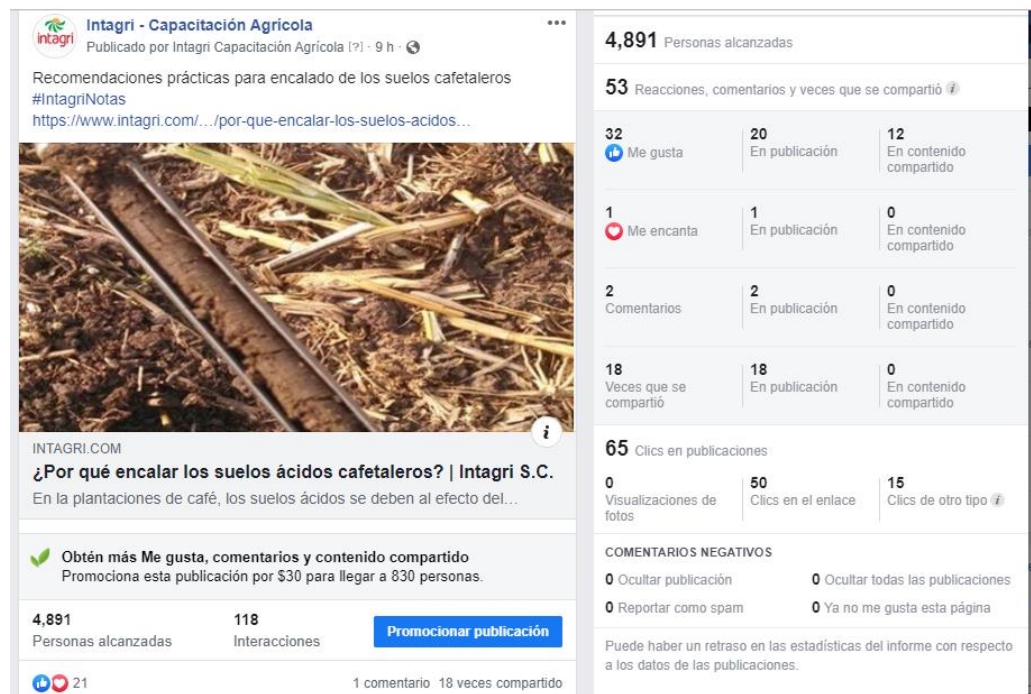 intagri
Intagri - Capacitación Agrícola
Publicado por Intagri Capacitación Agrícola [?] · 9 h ·
Recomendaciones prácticas para encalado de los suelos cafetaleros
#IntagriNotas
https://www.intagri.com/…/por-que-encalar-los-suelos-acidos…
INTAGRI.COM
¿Por qué encalar los suelos ácidos cafetaleros? | Intagri S.C.
En la plantaciones de café, los suelos ácidos se deben al efecto del…
Obtén más Me gusta, comentarios y contenido compartido
Promociona esta publicación por $30 para llegar a 830 personas.
4,891 118
Personas alcanzadas Interacciones
Promocionar publicación
21 1 comentario 18 veces compartido
4,891 Personas alcanzadas
53 Reacciones, comentarios y veces que se compartió i
32 20 12
Me gusta En publicación En contenido
compartido
1 1 0
Me encanta En publicación En contenido
compartido
2 2 0
Comentarios En publicación En contenido
compartido
18 18 0
Veces que se En publicación En contenido
compartió compartido
65 Clics en publicaciones
0 50 15
Visualizaciones de Clics en el enlace Clics de otro tipo i
fotos
COMENTARIOS NEGATIVOS
0 Ocultar publicación 0 Ocultar todas las publicaciones
0 Reportar como spam 0 Ya no me gusta esta página
Puede haber un retraso en las estadísticas del informe con respecto
a los datos de las publicaciones.